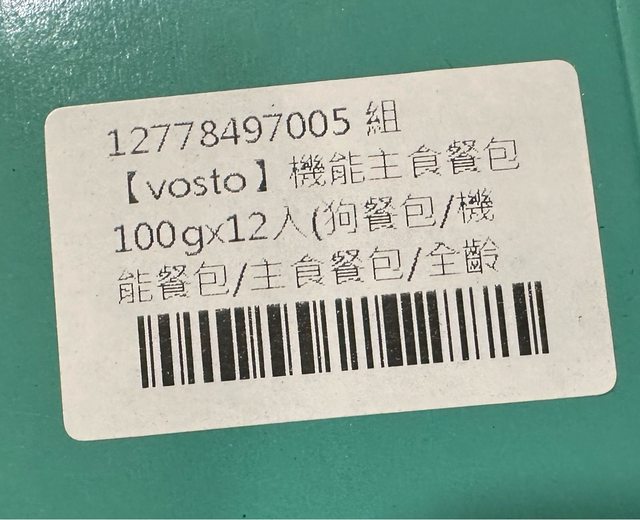 12778497005 組
【vosto】機能主食餐包
100gx12入(狗餐包/機
能餐包/主食餐包/全齡